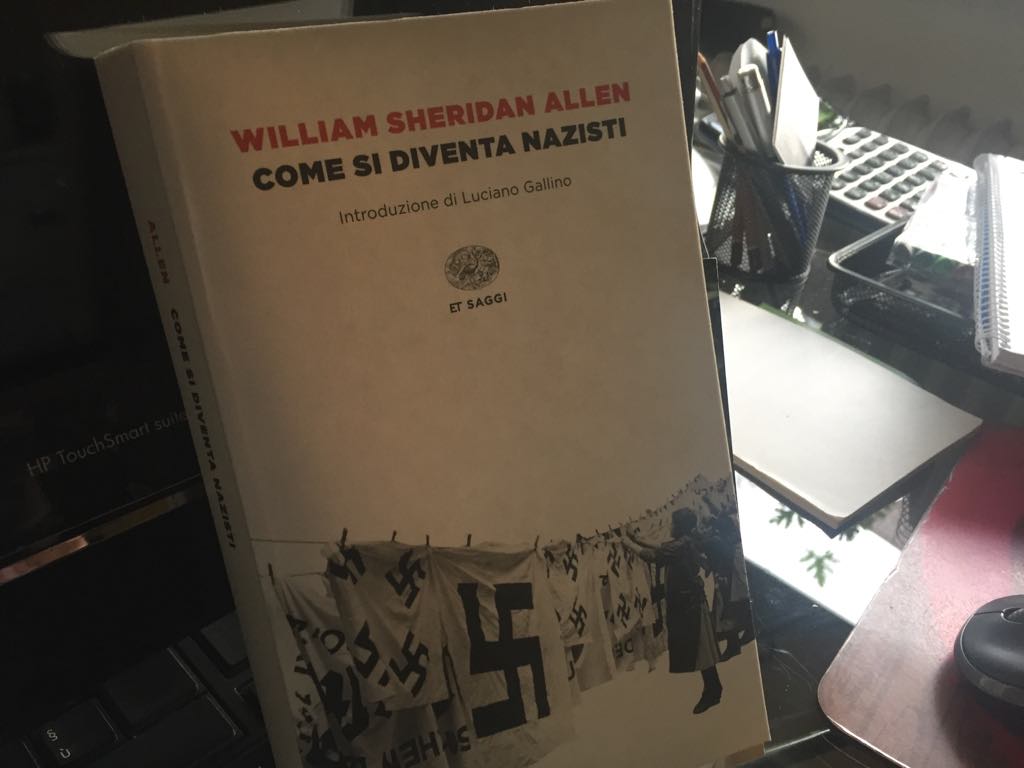 WILLIAM SHERIDAN ALLEN
COME SI DIVENTA NAZISTI
Introduzione di Luciano Gallino
ET SAGGI
ALLEN COME SI DIVENTA NAZISTI
HP TouchSmart
§
ù